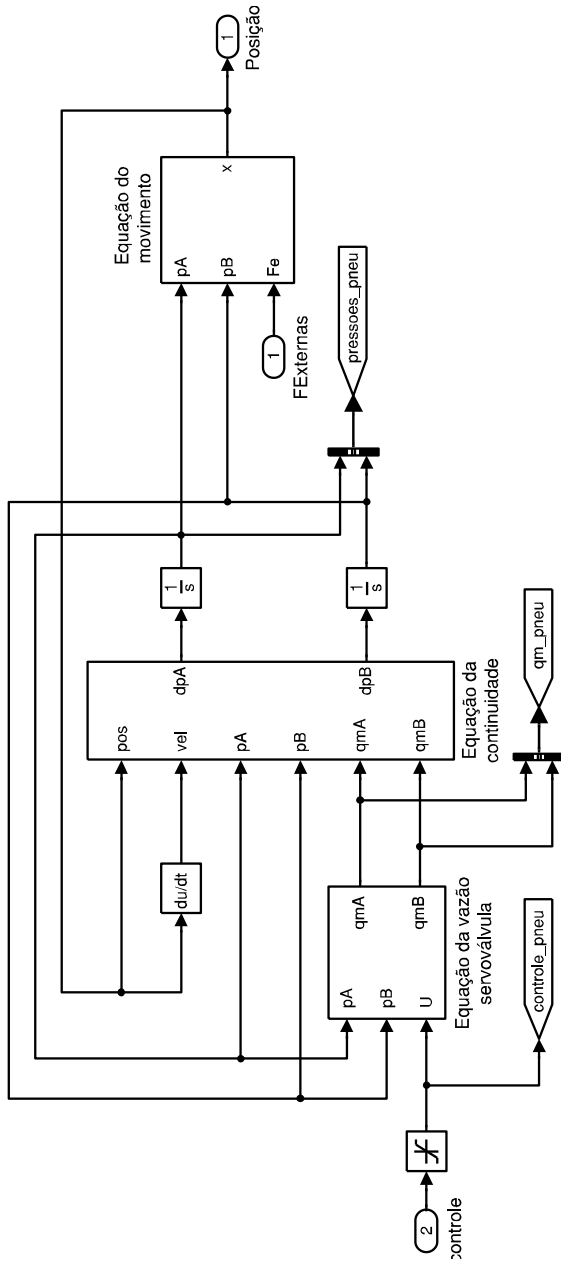 1
Posição
Equação do
movimento
pA
pB
Fe
x
1
FExternas
pressoes_pneu
1
s
1
s
pos
vel
pA
pB
qmA
qmB
dpA
dpB
Equação da
continuidade
qm_pneu
du/dt
pA
pB
U
qmA
qmB
Equação da vazão
servoválvula
controle_pneu
2
controle